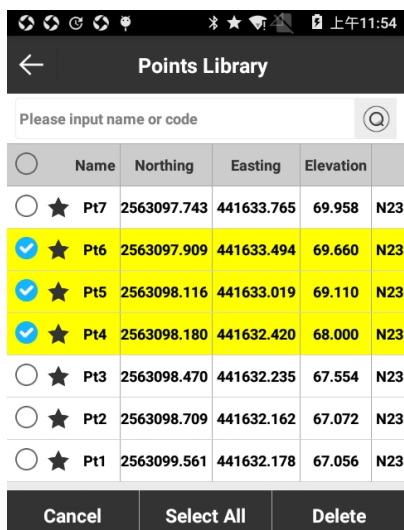 上午11:54
Points Library
Please input name or code
Name Northing Easting Elevation
Pt7 2563097.743 441633.765 69.958 N23
Pt6 2563097.909 441633.494 69.660 N23
Pt5 2563098.116 441633.019 69.110 N23
Pt4 2563098.180 441632.420 68.000 N23
Pt3 2563098.470 441632.235 67.554 N23
Pt2 2563098.709 441632.162 67.072 N23
Pt1 2563099.561 441632.178 67.056 N23
Cancel Select All Delete